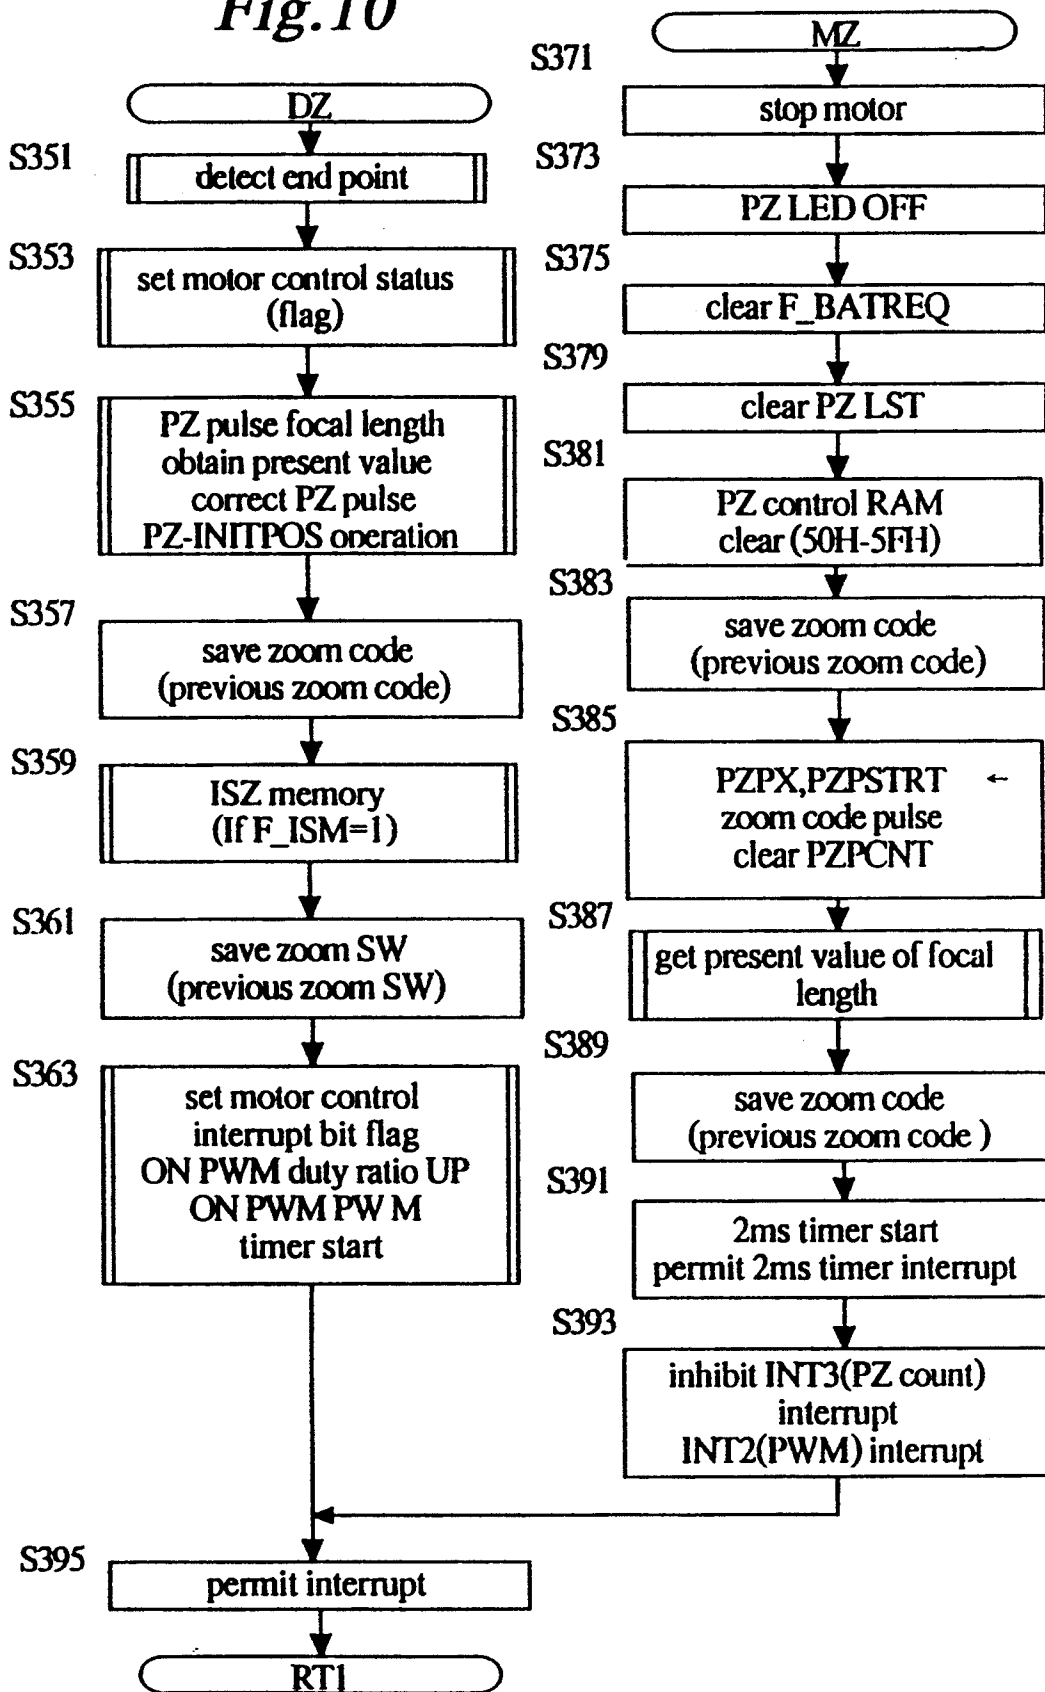 Fig.10
DZ
S351
detect end point
S353
set motor control status
(flag)
S355
PZ pulse focal length
obtain present value
correct PZ pulse
PZ-INITPOS operation
S357
save zoom code
(previous zoom code)
S359
ISZ memory
(If F_ISM=1)
S361
save zoom SW
(previous zoom SW)
S363
set motor control
interrupt bit flag
ON PWM duty ratio UP
ON PWM PW M
timer start
MZ
S371
stop motor
S373
PZ LED OFF
S375
clear F_BATREQ
S379
clear PZ LST
S381
PZ control RAM
clear (50H-5FH)
S383
save zoom code
(previous zoom code)
S385
PZPX,PZPSTRT ←
zoom code pulse
clear PZPCNT
S387
get present value of focal
length
S389
save zoom code
(previous zoom code )
S391
2ms timer start
permit 2ms timer interrupt
S393
inhibit INT3(PZ count)
interrupt
INT2(PWM) interrupt
S395
permit interrupt
RT1